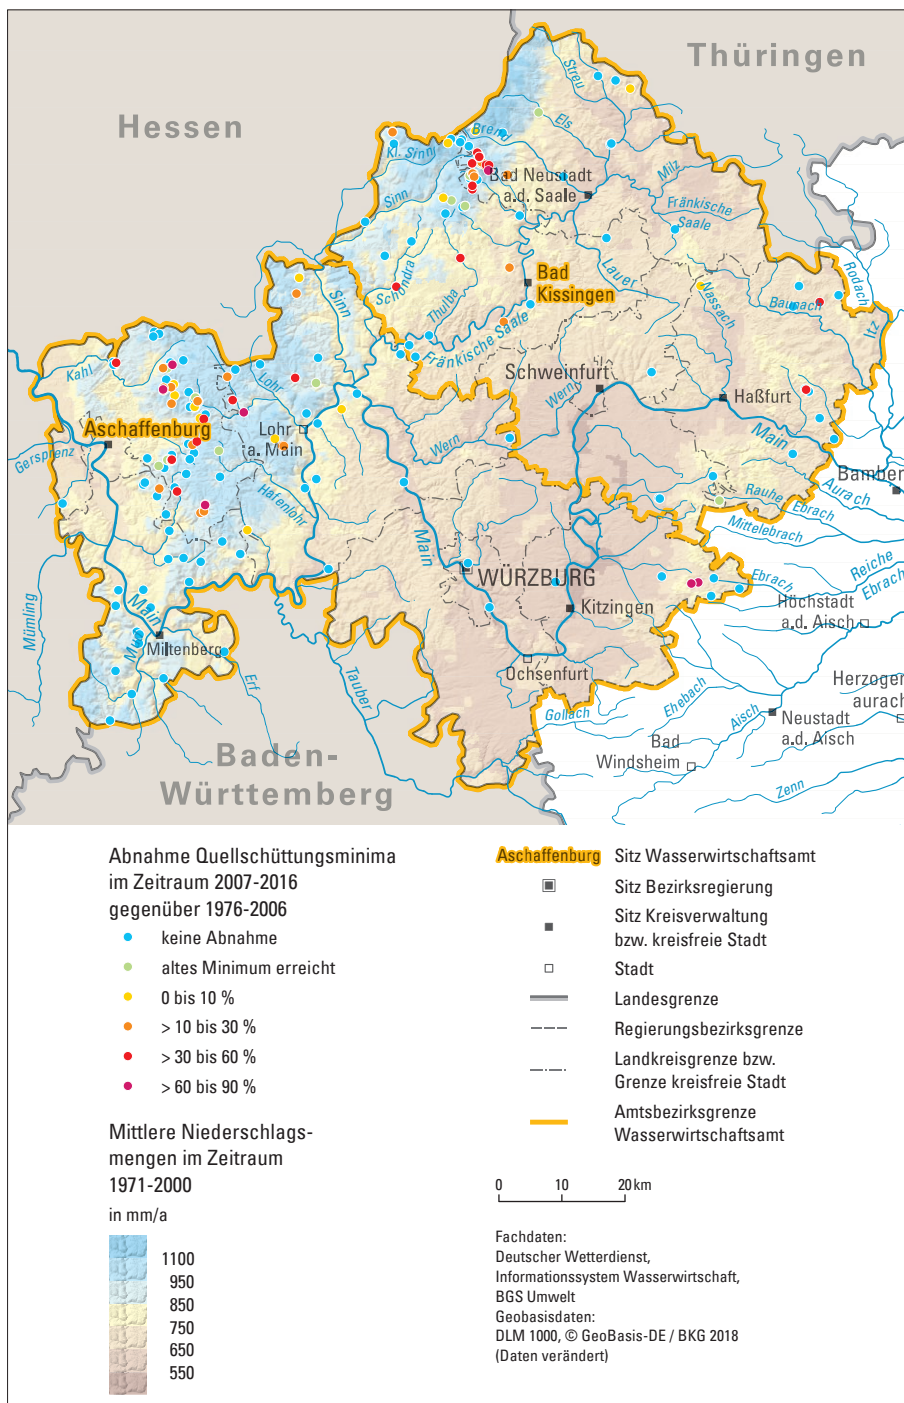 Thüringen
Hessen
Streu
Brend
Els
Kl. Sinn
Milz
Bad Neustadt
a.d. Saale
Sinn
Fränkische
Saale
Schondra
Lauer
Rodach
Bad
Kissingen
Nassach
Baunach
Thulba
Sinn
Itz
Fränkische Saale
Kahl
Lohr
Schweinfurt
Wern
Haßfurt
Aschaffenburg
Lohr
a. Main
Main
Gersprenz
Wern
Bamber
Aurach
Rauhe
Ebrach
Hafenlohr
Mittelebrach
Main
Reiche
Ebrach
Ebrach
WÜRZBURG
Kitzingen
Höchstadt
a.d. Aisch
Mümling
Main
Mud
Miltenberg
Ochsenfurt
Erf
Tauber
Herzogen
aurach
Ehebach
Aisch
Gollach
Neustadt
a.d. Aisch
Bad
Windsheim
Zenn
Baden-
Württemberg
Abnahme Quellschüttungsminima
im Zeitraum 2007-2016
gegenüber 1976-2006
keine Abnahme
altes Minimum erreicht
0 bis 10 %
> 10 bis 30 %
> 30 bis 60 %
> 60 bis 90 %
Mittlere Niederschlags-
mengen im Zeitraum
1971-2000
in mm/a
1100
950
850
750
650
550
Aschaffenburg Sitz Wasserwirtschaftsamt
Sitz Bezirksregierung
Sitz Kreisverwaltung
bzw. kreisfreie Stadt
Stadt
Landesgrenze
Regierungsbezirksgrenze
Landkreisgrenze bzw.
Grenze kreisfreie Stadt
Amtsbezirksgrenze
Wasserwirtschaftsamt
0 10 20 km
Fachdaten:
Deutscher Wetterdienst,
Informationssystem Wasserwirtschaft,
BGS Umwelt
Geobasisdaten:
DLM 1000, © GeoBasis-DE / BKG 2018
(Daten verändert)